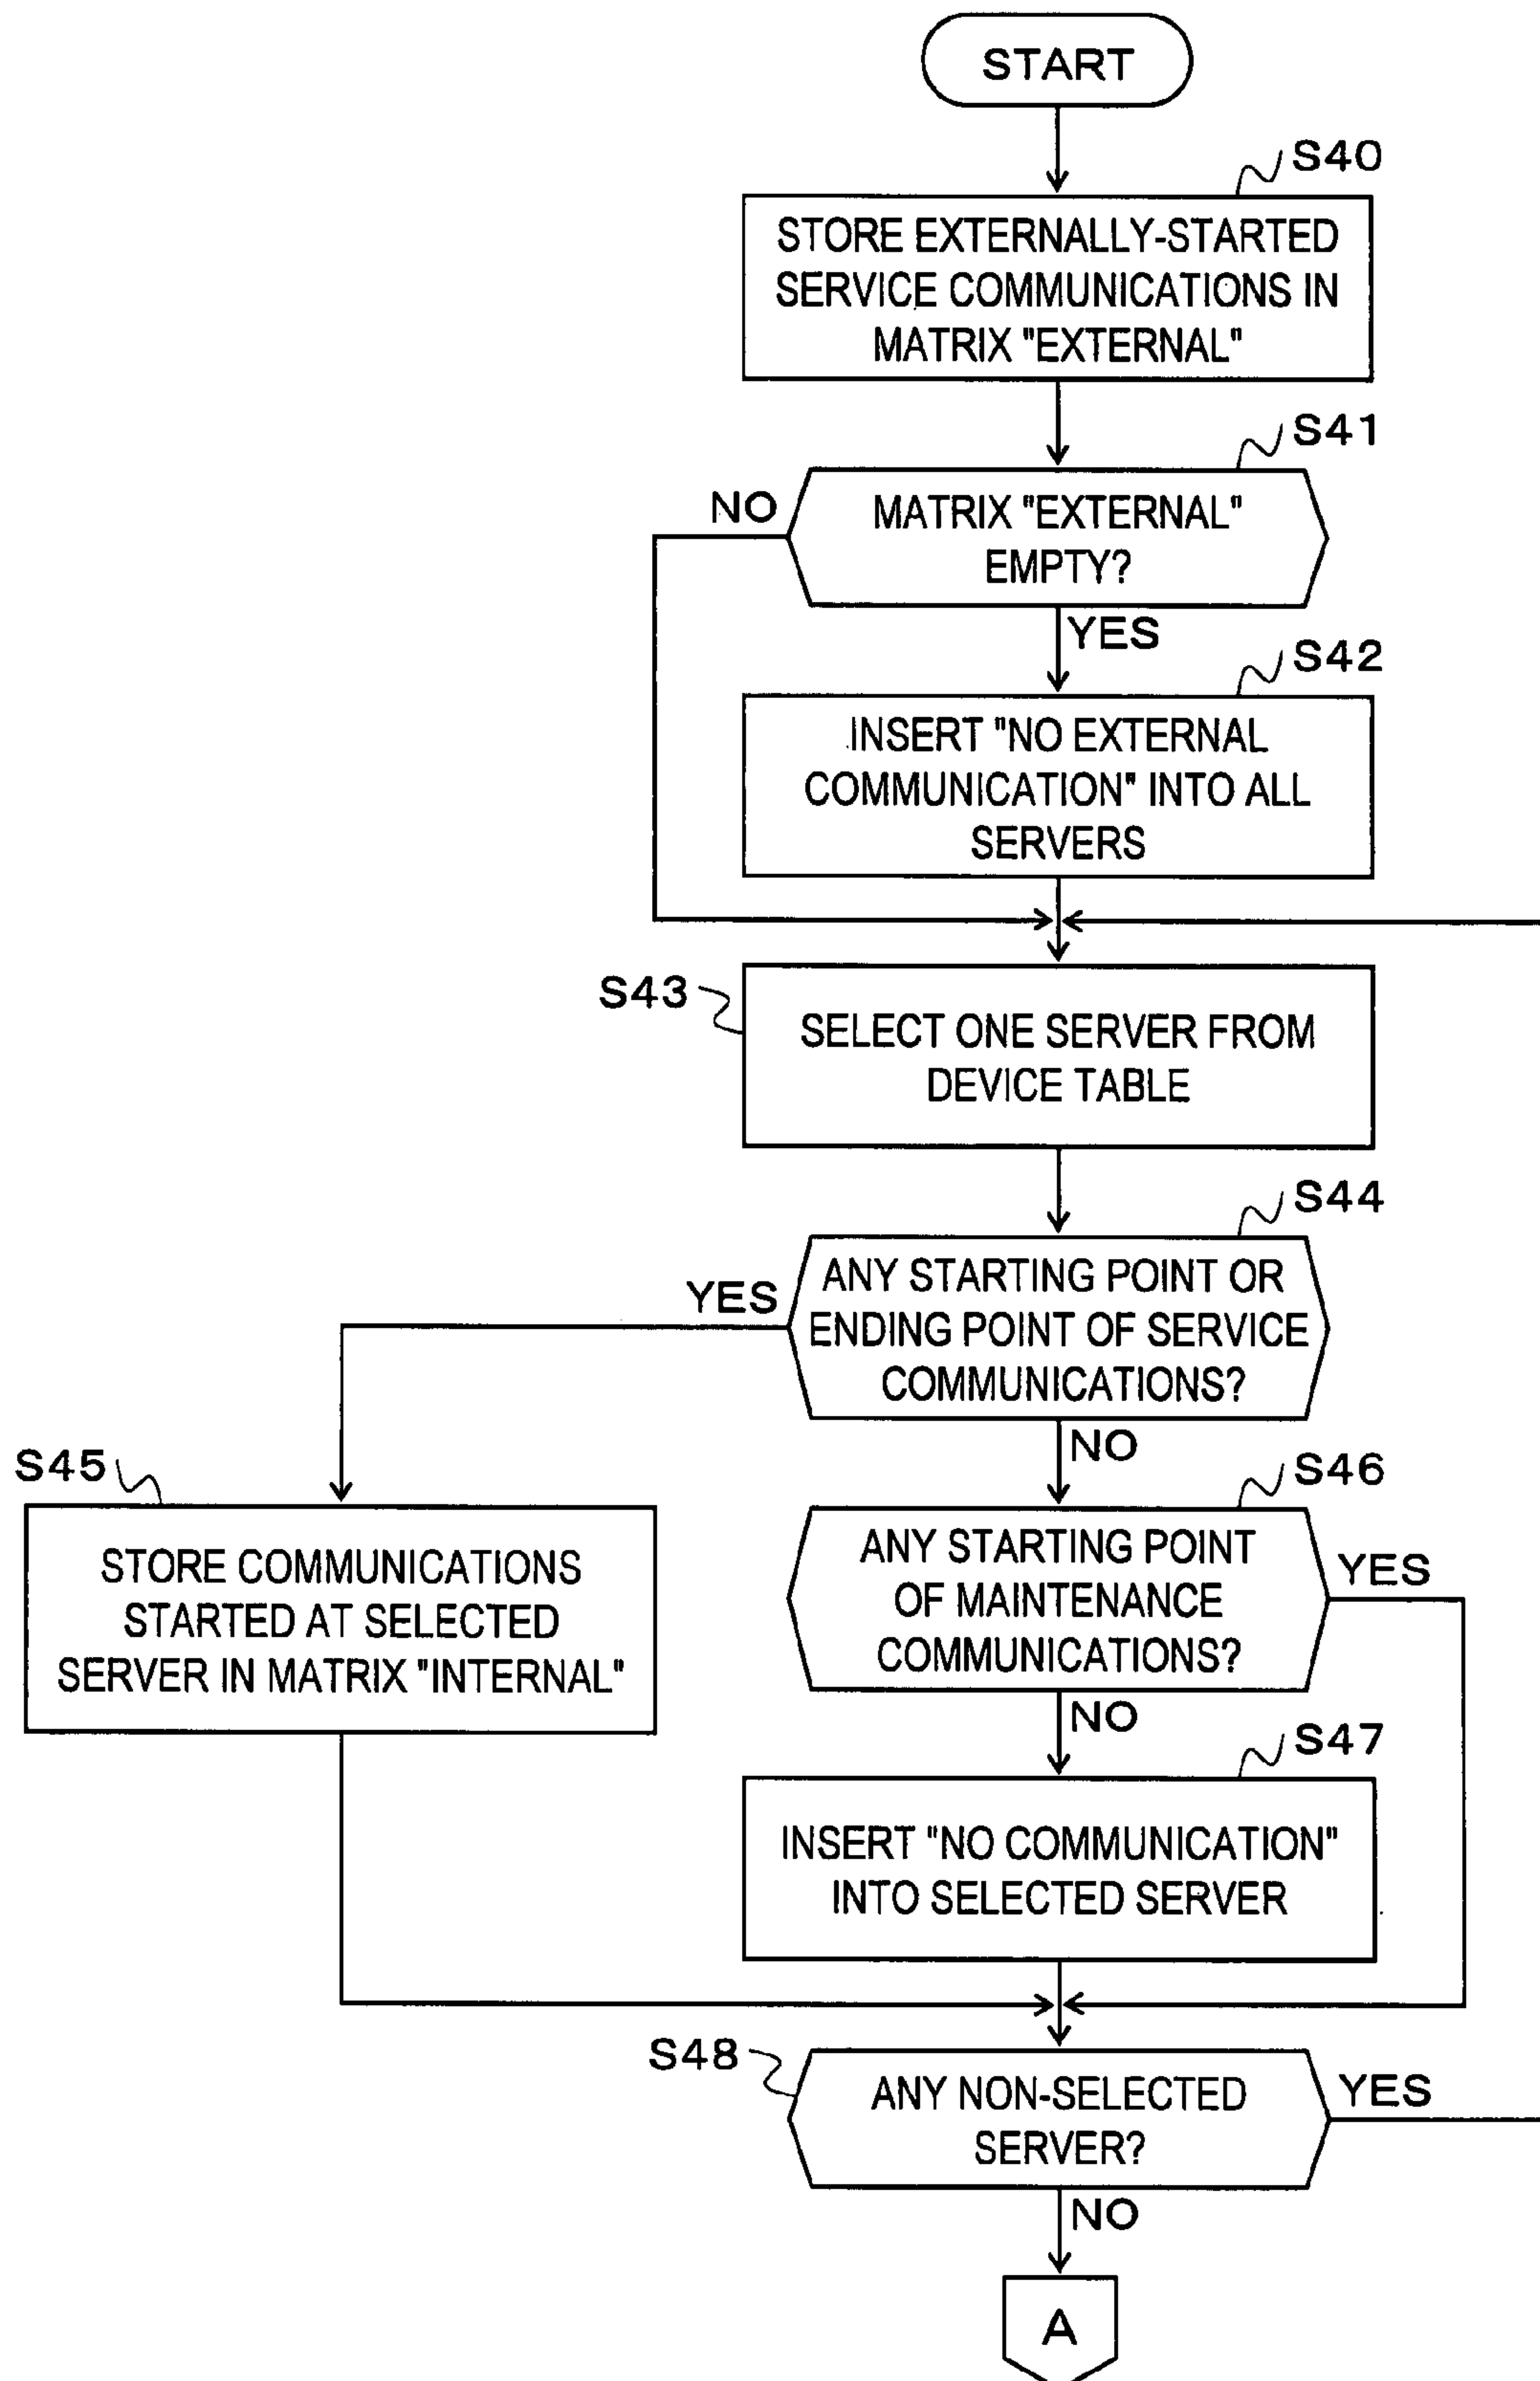 START
S40
STORE EXTERNALLY-STARTED
SERVICE COMMUNICATIONS IN
MATRIX "EXTERNAL"
S41
NO
MATRIX "EXTERNAL"
EMPTY?
YES
S42
INSERT "NO EXTERNAL
COMMUNICATION" INTO ALL
SERVERS
S43
SELECT ONE SERVER FROM
DEVICE TABLE
S44
YES
ANY STARTING POINT OR
ENDING POINT OF SERVICE
COMMUNICATIONS?
NO
S45
STORE COMMUNICATIONS
STARTED AT SELECTED
SERVER IN MATRIX "INTERNAL"
S46
ANY STARTING POINT
OF MAINTENANCE
COMMUNICATIONS?
YES
NO
S47
INSERT "NO COMMUNICATION"
INTO SELECTED SERVER
S48
ANY NON-SELECTED
SERVER?
YES
NO
A